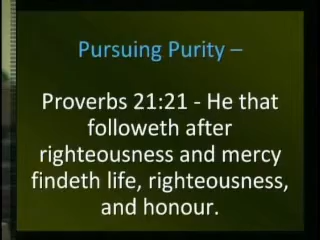 Pursuing Purity –
Proverbs 21:21 - He that
followeth after
righteousness and mercy
findeth life, righteousness,
and honour.